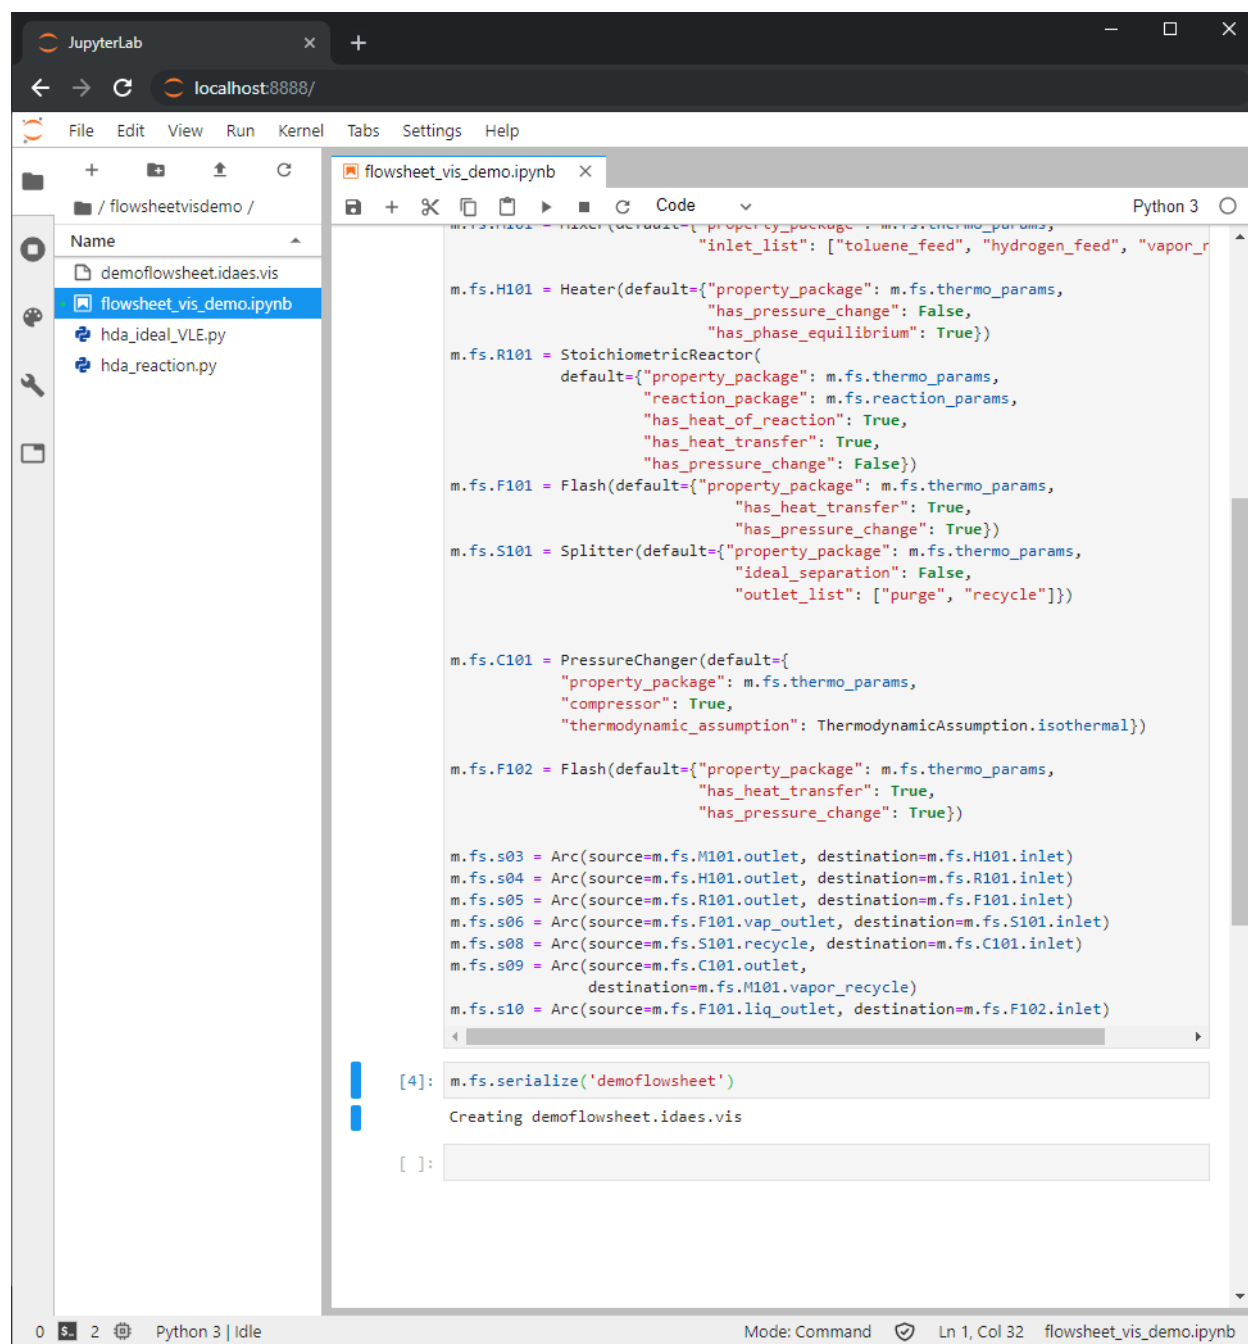 JupyterLab
localhost:8888/
File Edit View Run Kernel Tabs Settings Help
flowsheet_vis_demo.ipynb
/ flowsheetvisdemo /
Code
Python 3
Name
demoflowsheet.idaes.vis
flowsheet_vis_demo.ipynb
hda_ideal_VLE.py
hda_reaction.py
m.fs.M101 = Mixer(default={"property_package": m.fs.thermo_params,
"inlet_list": ["toluene_feed", "hydrogen_feed", "vapor_r
m.fs.H101 = Heater(default={"property_package": m.fs.thermo_params,
"has_pressure_change": False,
"has_phase_equilibrium": True})
m.fs.R101 = StoichiometricReactor(
default={"property_package": m.fs.thermo_params,
"reaction_package": m.fs.reaction_params,
"has_heat_of_reaction": True,
"has_heat_transfer": True,
"has_pressure_change": False})
m.fs.F101 = Flash(default={"property_package": m.fs.thermo_params,
"has_heat_transfer": True,
"has_pressure_change": True})
m.fs.S101 = Splitter(default={"property_package": m.fs.thermo_params,
"ideal_separation": False,
"outlet_list": ["purge", "recycle"]})
m.fs.C101 = PressureChanger(default={
"property_package": m.fs.thermo_params,
"compressor": True,
"thermodynamic_assumption": ThermodynamicAssumption.isothermal})
m.fs.F102 = Flash(default={"property_package": m.fs.thermo_params,
"has_heat_transfer": True,
"has_pressure_change": True})
m.fs.s03 = Arc(source=m.fs.M101.outlet, destination=m.fs.H101.inlet)
m.fs.s04 = Arc(source=m.fs.H101.outlet, destination=m.fs.R101.inlet)
m.fs.s05 = Arc(source=m.fs.R101.outlet, destination=m.fs.F101.inlet)
m.fs.s06 = Arc(source=m.fs.F101.vap_outlet, destination=m.fs.S101.inlet)
m.fs.s08 = Arc(source=m.fs.S101.recycle, destination=m.fs.C101.inlet)
m.fs.s09 = Arc(source=m.fs.C101.outlet,
destination=m.fs.M101.vapor_recycle)
m.fs.s10 = Arc(source=m.fs.F101.liq_outlet, destination=m.fs.F102.inlet)
[4]: m.fs.serialize('demoflowsheet')
Creating demoflowsheet.idaes.vis
[ ]:
0 $_ 2 Python 3 | Idle Mode: Command Ln 1, Col 32 flowsheet_vis_demo.ipynb